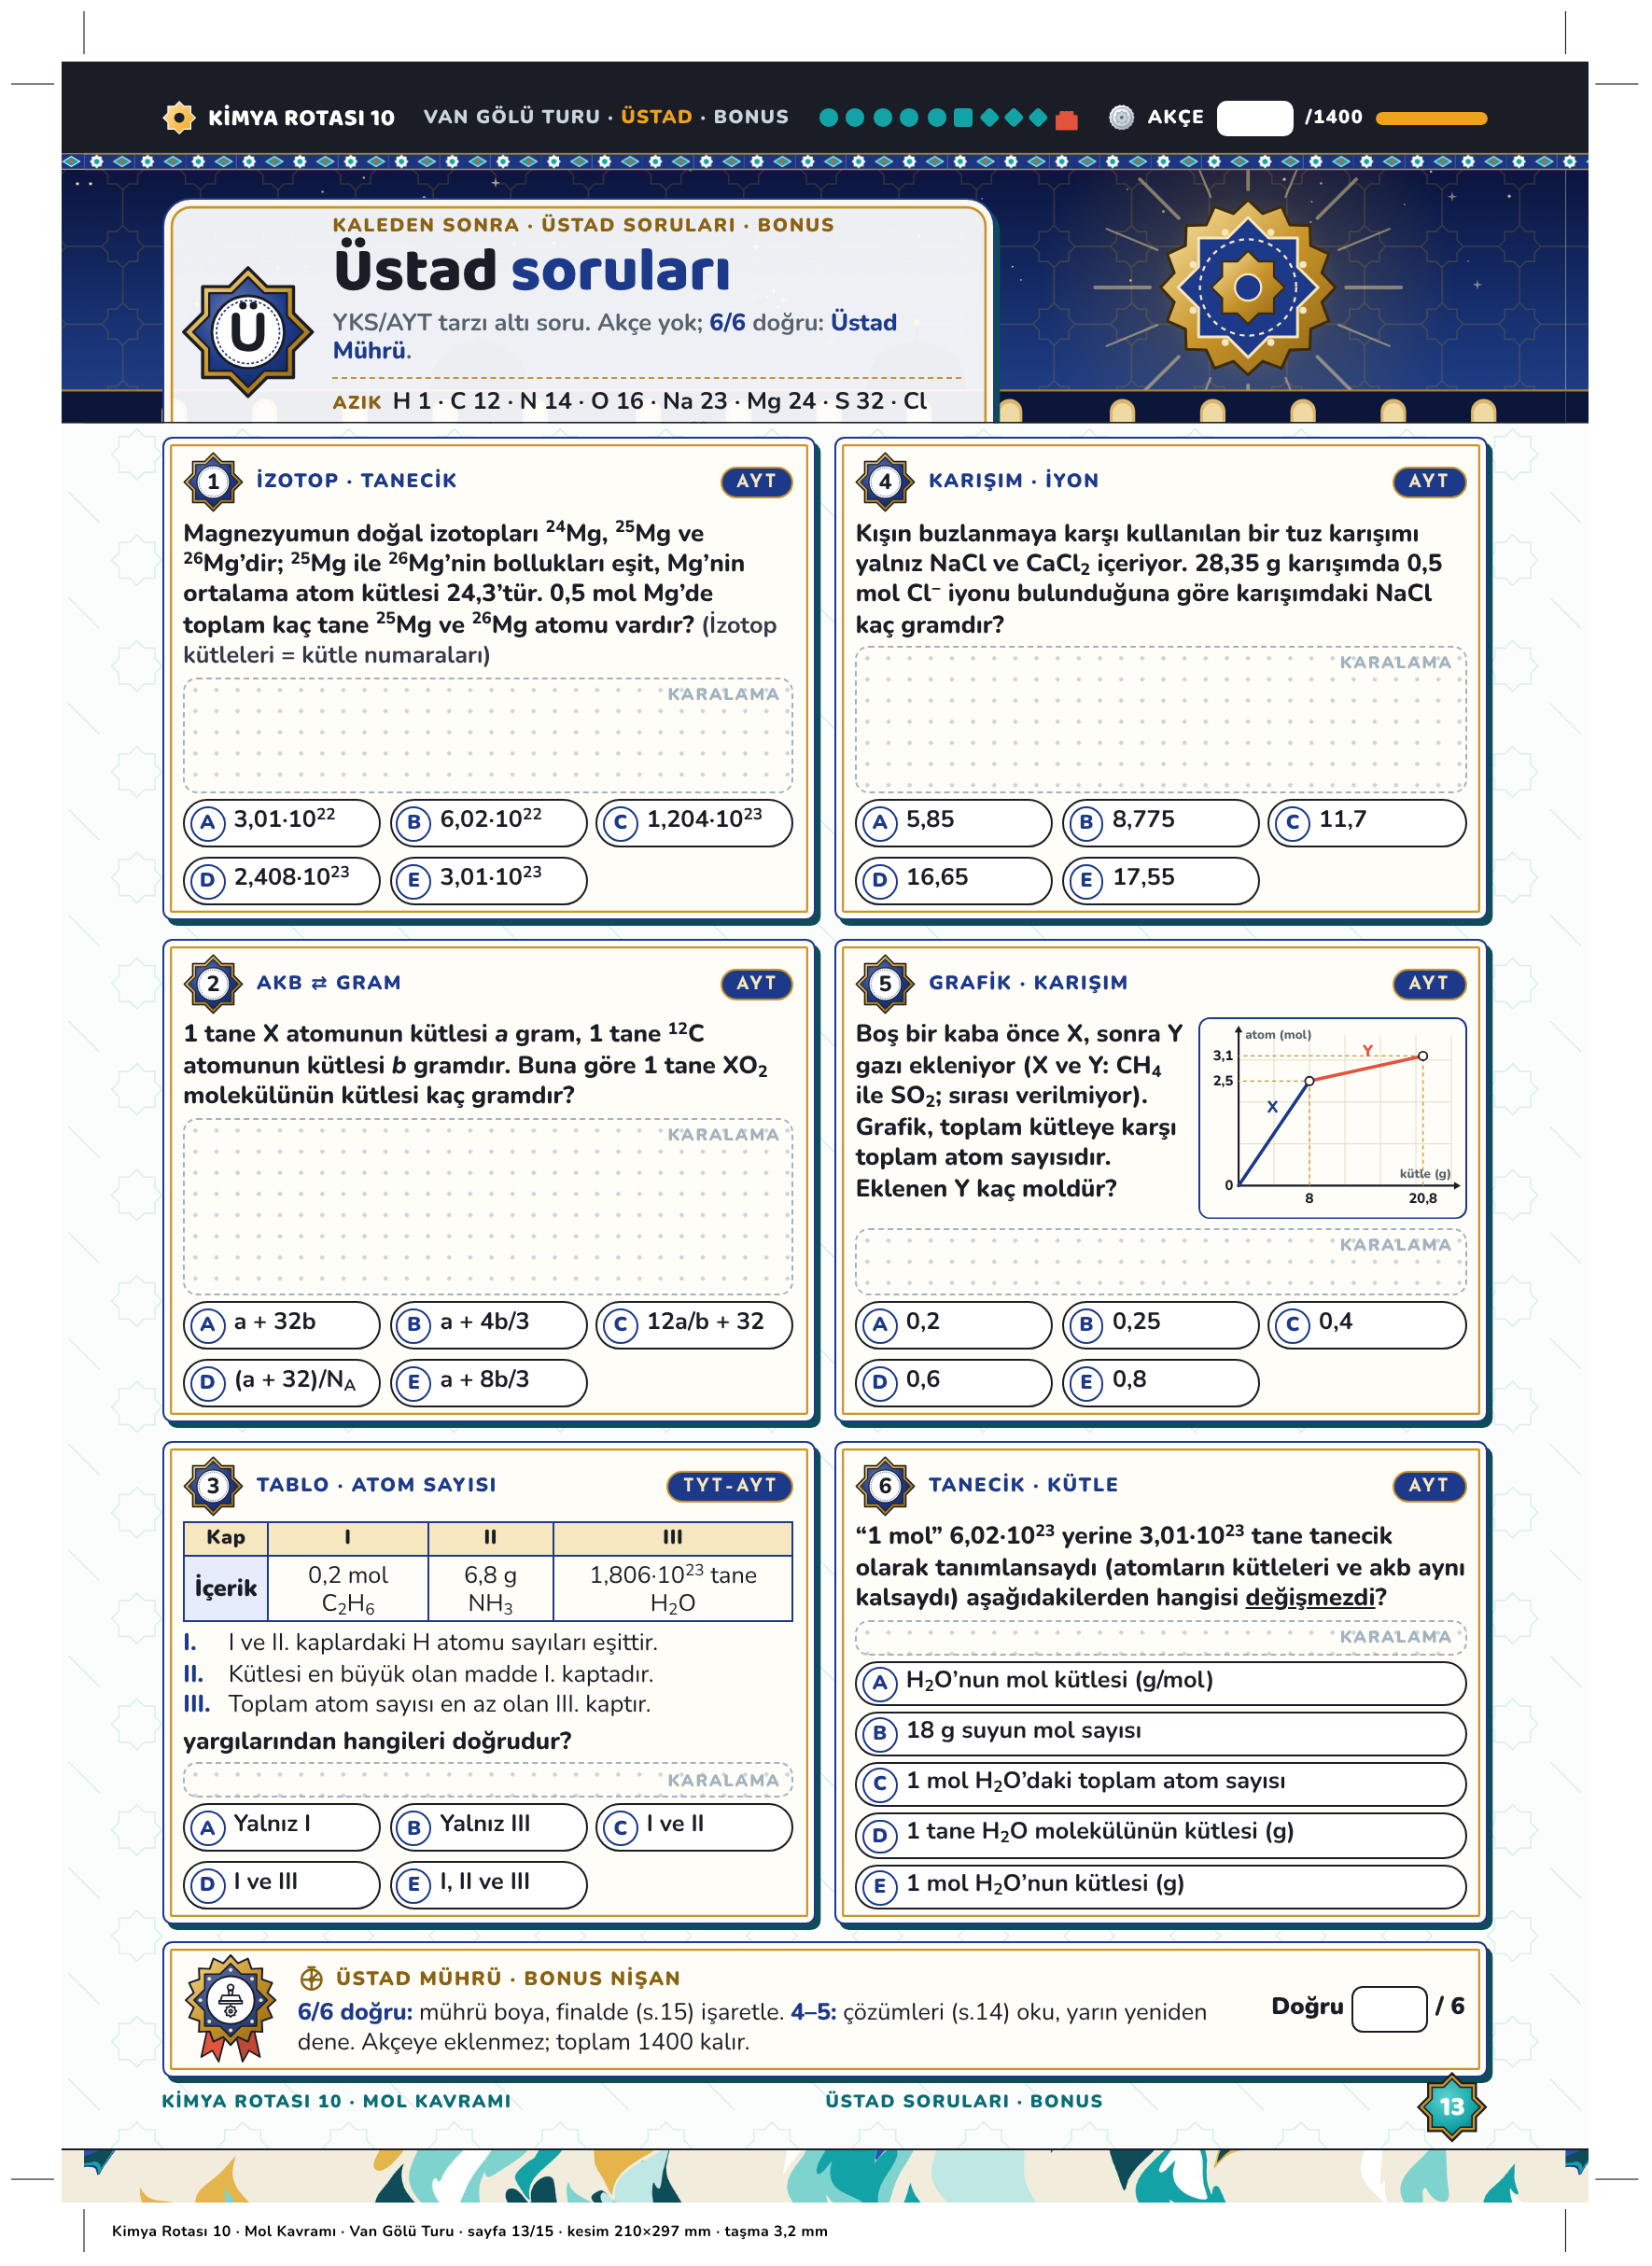 KİMYA ROTASI 10 VAN GÖLÜ TURU · ÜSTAD · BONUS AKÇE /1400
KALEDEN SONRA · ÜSTAD SORULARI · BONUS
Ü
Üstad soruları
YKS/AYT tarzı altı soru. Akçe yok; 6/6 doğru: Üstad
Mührü.
AZIK H 1 · C 12 · N 14 · O 16 · Na 23 · Mg 24 · S 32 · Cl
1 İZOTOP · TANECİK AYT
Magnezyumun doğal izotopları ²⁴Mg, ²⁵Mg ve
²⁶Mg’dir; ²⁵Mg ile ²⁶Mg’nin bollukları eşit, Mg’nin
ortalama atom kütlesi 24,3’tür. 0,5 mol Mg’de
toplam kaç tane ²⁵Mg ve ²⁶Mg atomu vardır? (İzotop
kütleleri = kütle numaraları)
KARALAMA
A 3,01·10²² B 6,02·10²² C 1,204·10²³
D 2,408·10²³ E 3,01·10²³
2 AKB ⇄ GRAM AYT
1 tane X atomunun kütlesi a gram, 1 tane ¹²C
atomunun kütlesi b gramdır. Buna göre 1 tane XO₂
molekülünün kütlesi kaç gramdır?
KARALAMA
A a + 32b B a + 4b/3 C 12a/b + 32
D (a + 32)/N_A E a + 8b/3
3 TABLO · ATOM SAYISI TYT-AYT
Kap I II III
İçerik 0,2 mol C₂H₆ 6,8 g NH₃ 1,806·10²³ tane H₂O
I. I ve II. kaplardaki H atomu sayıları eşittir.
II. Kütlesi en büyük olan madde I. kaptadır.
III. Toplam atom sayısı en az olan III. kaptır.
yargılarından hangileri doğrudur?
KARALAMA
A Yalnız I B Yalnız III C I ve II
D I ve III E I, II ve III
4 KARIŞIM · İYON AYT
Kışın buzlanmaya karşı kullanılan bir tuz karışımı
yalnız NaCl ve CaCl₂ içeriyor. 28,35 g karışımda 0,5
mol Cl⁻ iyonu bulunduğuna göre karışımdaki NaCl
kaç gramdır?
KARALAMA
A 5,85 B 8,775 C 11,7
D 16,65 E 17,55
5 GRAFİK · KARIŞIM AYT
Boş bir kaba önce X, sonra Y
gazı ekleniyor (X ve Y: CH₄
ile SO₂; sırası verilmiyor).
Grafik, toplam kütleye karşı
toplam atom sayısıdır.
Eklenen Y kaç moldür?
atom (mol)
3,1
Y
2,5
X
kütle (g)
0
8 20,8
KARALAMA
A 0,2 B 0,25 C 0,4
D 0,6 E 0,8
6 TANECİK · KÜTLE AYT
“1 mol” 6,02·10²³ yerine 3,01·10²³ tane tanecik
olarak tanımlansaydı (atomların kütleleri ve akb aynı
kalsaydı) aşağıdakilerden hangisi değişmezdi?
KARALAMA
A H₂O’nun mol kütlesi (g/mol)
B 18 g suyun mol sayısı
C 1 mol H₂O’daki toplam atom sayısı
D 1 tane H₂O molekülünün kütlesi (g)
E 1 mol H₂O’nun kütlesi (g)
ÜSTAD MÜHRÜ · BONUS NİŞAN
6/6 doğru: mührü boya, finalde (s.15) işaretle. 4–5: çözümleri (s.14) oku, yarın yeniden
dene. Akçeye eklenmez; toplam 1400 kalır.
Doğru / 6
KİMYA ROTASI 10 · MOL KAVRAMI ÜSTAD SORULARI · BONUS 13
Kimya Rotası 10 · Mol Kavramı · Van Gölü Turu · sayfa 13/15 · kesim 210×297 mm · taşma 3,2 mm